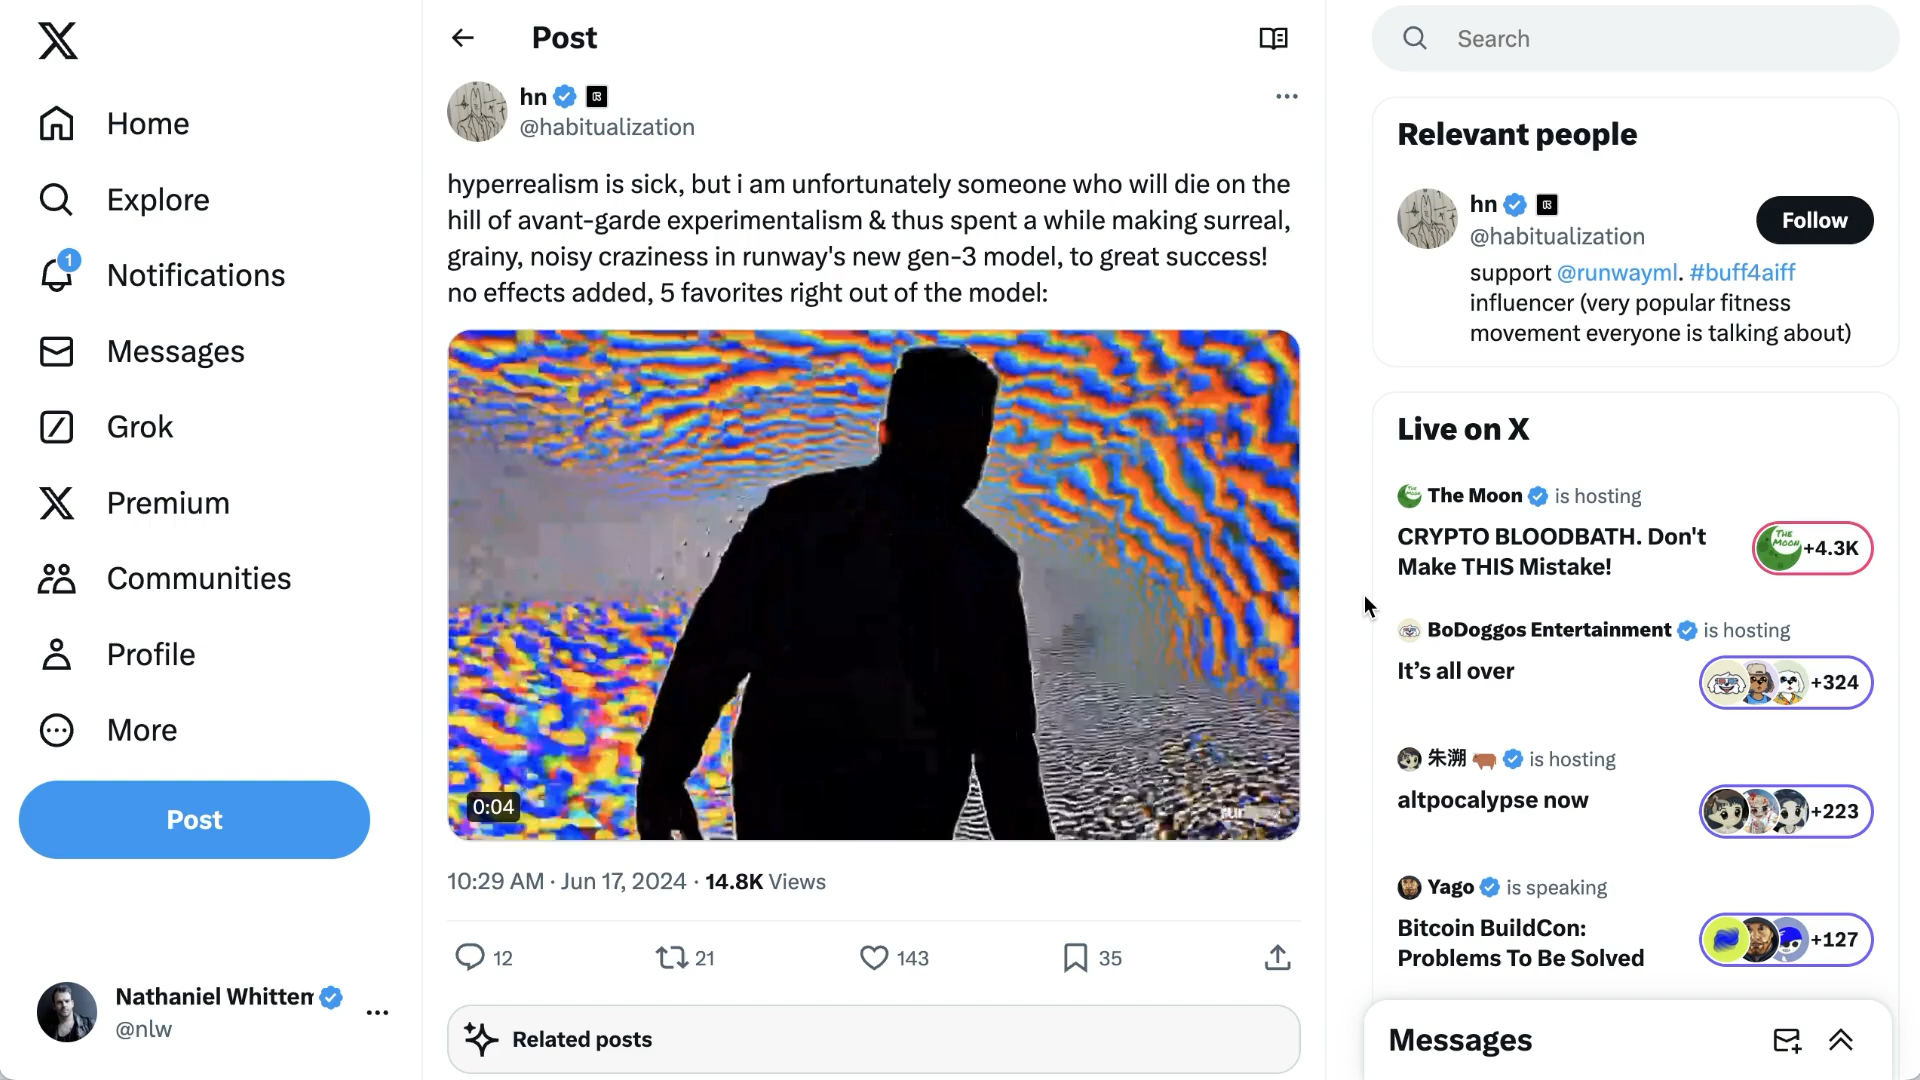 Home
Explore
1
Notifications
Messages
Grok
Premium
Communities
Profile
More
Post
Nathaniel Whittem
@nlw
Post
hn
@habitualization
hyperrealism is sick, but i am unfortunately someone who will die on the
hill of avant-garde experimentalism & thus spent a while making surreal,
grainy, noisy craziness in runway's new gen-3 model, to great success!
no effects added, 5 favorites right out of the model:
0:04
10:29 AM · Jun 17, 2024 · 14.8K Views
12
21
143
35
Related posts
Search
Relevant people
hn
@habitualization
Follow
support @runwayml. #buff4aiff
influencer (very popular fitness
movement everyone is talking about)
Live on X
The Moon is hosting
CRYPTO BLOODBATH. Don't
Make THIS Mistake!
THE
MOON
+4.3K
BoDoggos Entertainment is hosting
It's all over
+324
朱溯 is hosting
altpocalypse now
+223
Yago is speaking
Bitcoin BuildCon:
Problems To Be Solved
+127
Messages